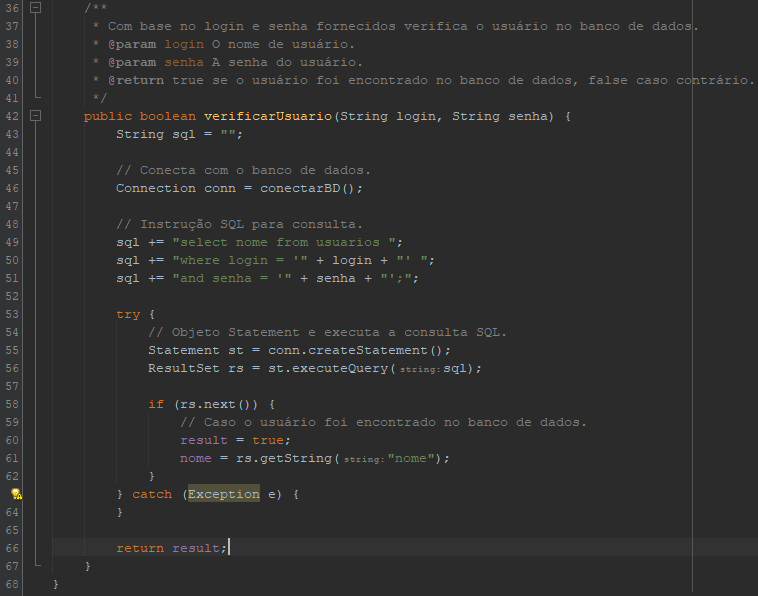 36 /**
37 * Com base no login e senha fornecidos verifica o usuário no banco de dados.
38 * @param login O nome de usuário.
39 * @param senha A senha do usuário.
40 * @return true se o usuário foi encontrado no banco de dados, false caso contrário.
41 */
42 public boolean verificarUsuario(String login, String senha) {
43 String sql = "";
44
45 // Conecta com o banco de dados.
46 Connection conn = conectarBD();
47
48 // Instrução SQL para consulta.
49 sql += "select nome from usuarios ";
50 sql += "where login = '" + login + "' ";
51 sql += "and senha = '" + senha + "';";
52
53 try {
54 // Objeto Statement e executa a consulta SQL.
55 Statement st = conn.createStatement();
56 ResultSet rs = st.executeQuery(string:sql);
57
58 if (rs.next()) {
59 // Caso o usuário foi encontrado no banco de dados.
60 result = true;
61 nome = rs.getString(string:"nome");
62 }
} catch (Exception e) {
64 }
65
66 return result;
67 }
68 }